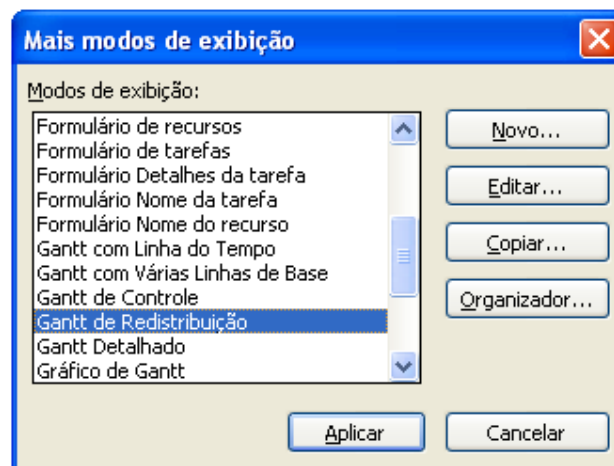 Mais modos de exibição
Modos de exibição:
Formulário de recursos
Formulário de tarefas
Formulário Detalhes da tarefa
Formulário Nome da tarefa
Formulário Nome do recurso
Gantt com Linha do Tempo
Gantt com Várias Linhas de Base
Gantt de Controle
Gantt de Redistribuição
Gantt Detalhado
Gráfico de Gantt
Novo...
Editar...
Copiar...
Organizador...
Aplicar
Cancelar